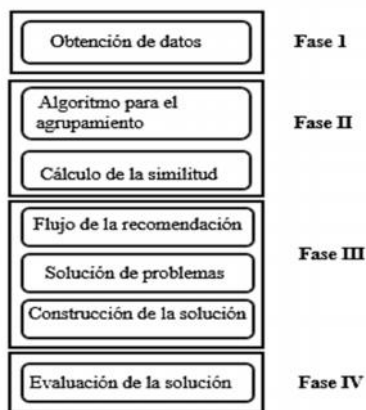 Obtención de datos
Fase 1
Algoritmo para el
agrupamiento
Fase II
Cálculo de la similitud
Flujo de la recomendación
Fase III
Solución de problemas
Construcción de la solución
Evaluación de la solución
Fase IV